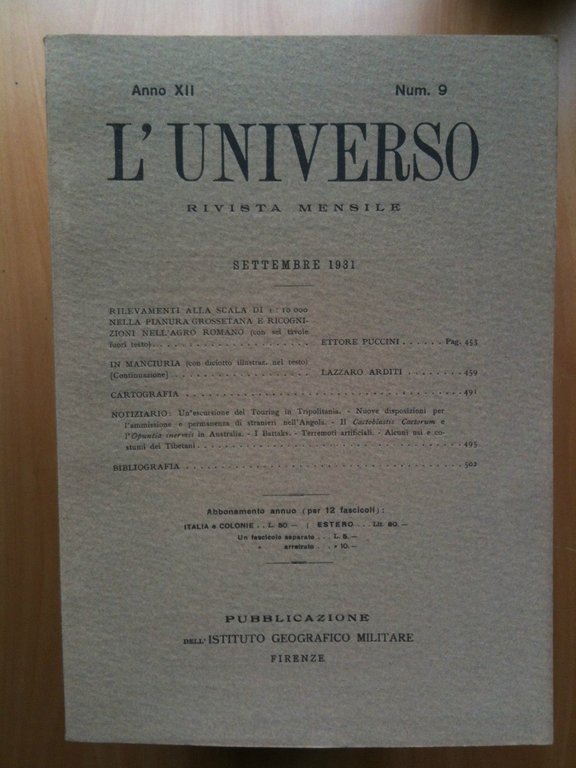 Anno XII Num. 9
L'UNIVERSO
RIVISTA MENSILE
SETTEMBRE 1931
RILEVAMENTI ALLA SCALA DI 1:10 000
NELLA PIANURA GROSSETANA E RICOGNI-
ZIONI NELL'AGRO ROMANO (con sei tavole
fuori testo) . . . . . . . . . . . . . . . . . . ETTORE PUCCINI . . . . . . Pag. 453
IN MANCIURIA (con diciotto illustraz. nel testo)
(Continuazione) . . . . . . . . . . . . . . . . LAZZARO ARDITI . . . . . . . . 459
CARTOGRAFIA . . . . . . . . . . . . . . . . . . . . . . . . . . . . . . 491
NOTIZIARIO: Un'escursione del Touring in Tripolitania. - Nuove disposizioni per
l'ammissione e permanenza di stranieri nell'Angola. - Il Cactoblastis Cactorum e
l'Opuntia inermis in Australia. - I Battaks. - Terremoti artificiali. - Alcuni usi e co-
stumi dei Tibetani . . . . . . . . . . . . . . . . . . . . . . . . . . . 495
BIBLIOGRAFIA . . . . . . . . . . . . . . . . . . . . . . . . . . . . . . 502
Abbonamento annuo (per 12 fascicoli):
ITALIA e COLONIE . . L. 50.— | ESTERO . . . Lit. 80.—
Un fascicolo separato . . . L. 5.—
» arretrato . . » 10.—
PUBBLICAZIONE
DELL'ISTITUTO GEOGRAFICO MILITARE
FIRENZE